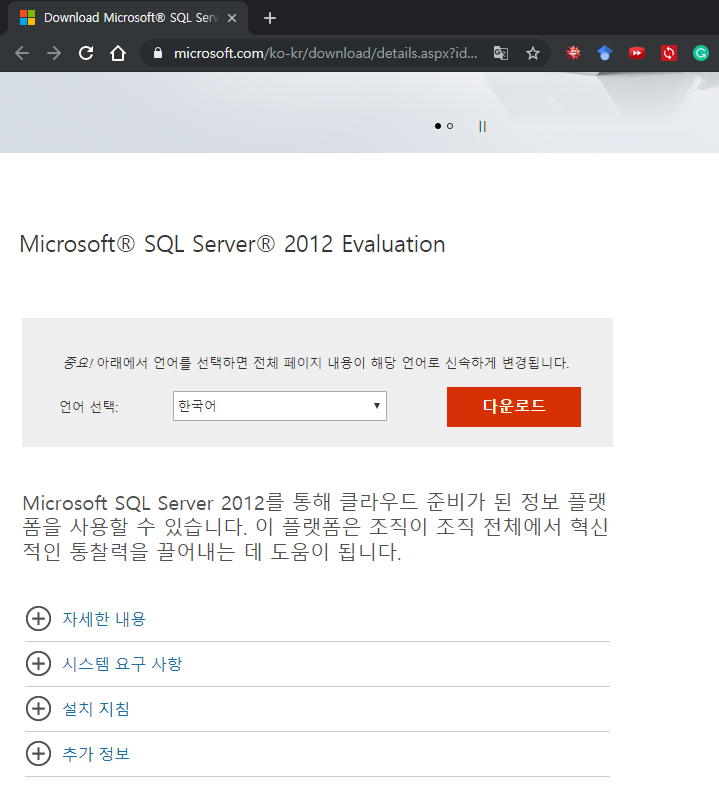 Download Microsoft® SQL Serv
microsoft.com/ko-kr/download/details.aspx?id...
Microsoft® SQL Server® 2012 Evaluation
중요! 아래에서 언어를 선택하면 전체 페이지 내용이 해당 언어로 신속하게 변경됩니다.
언어 선택:
한국어
다운로드
Microsoft SQL Server 2012를 통해 클라우드 준비가 된 정보 플랫
폼을 사용할 수 있습니다. 이 플랫폼은 조직이 조직 전체에서 혁신
적인 통찰력을 끌어내는 데 도움이 됩니다.
자세한 내용
시스템 요구 사항
설치 지침
추가 정보